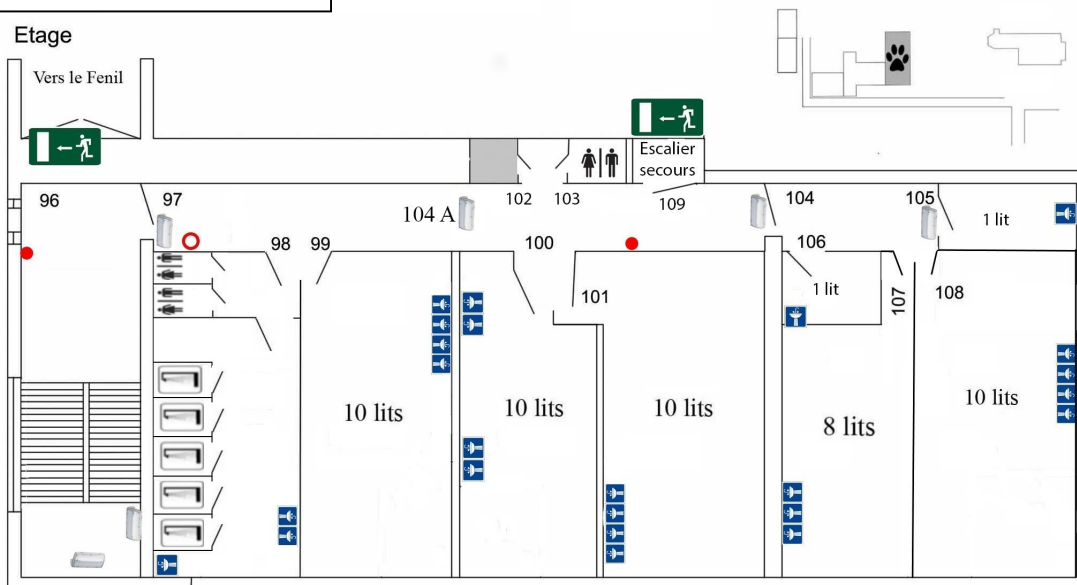 Etage
Vers le Fenil
Escalier
secours
96
97
102
103
109
104
105
104 A
1 lit
98
99
100
106
101
1 lit
107
108
10 lits
10 lits
10 lits
8 lits
10 lits